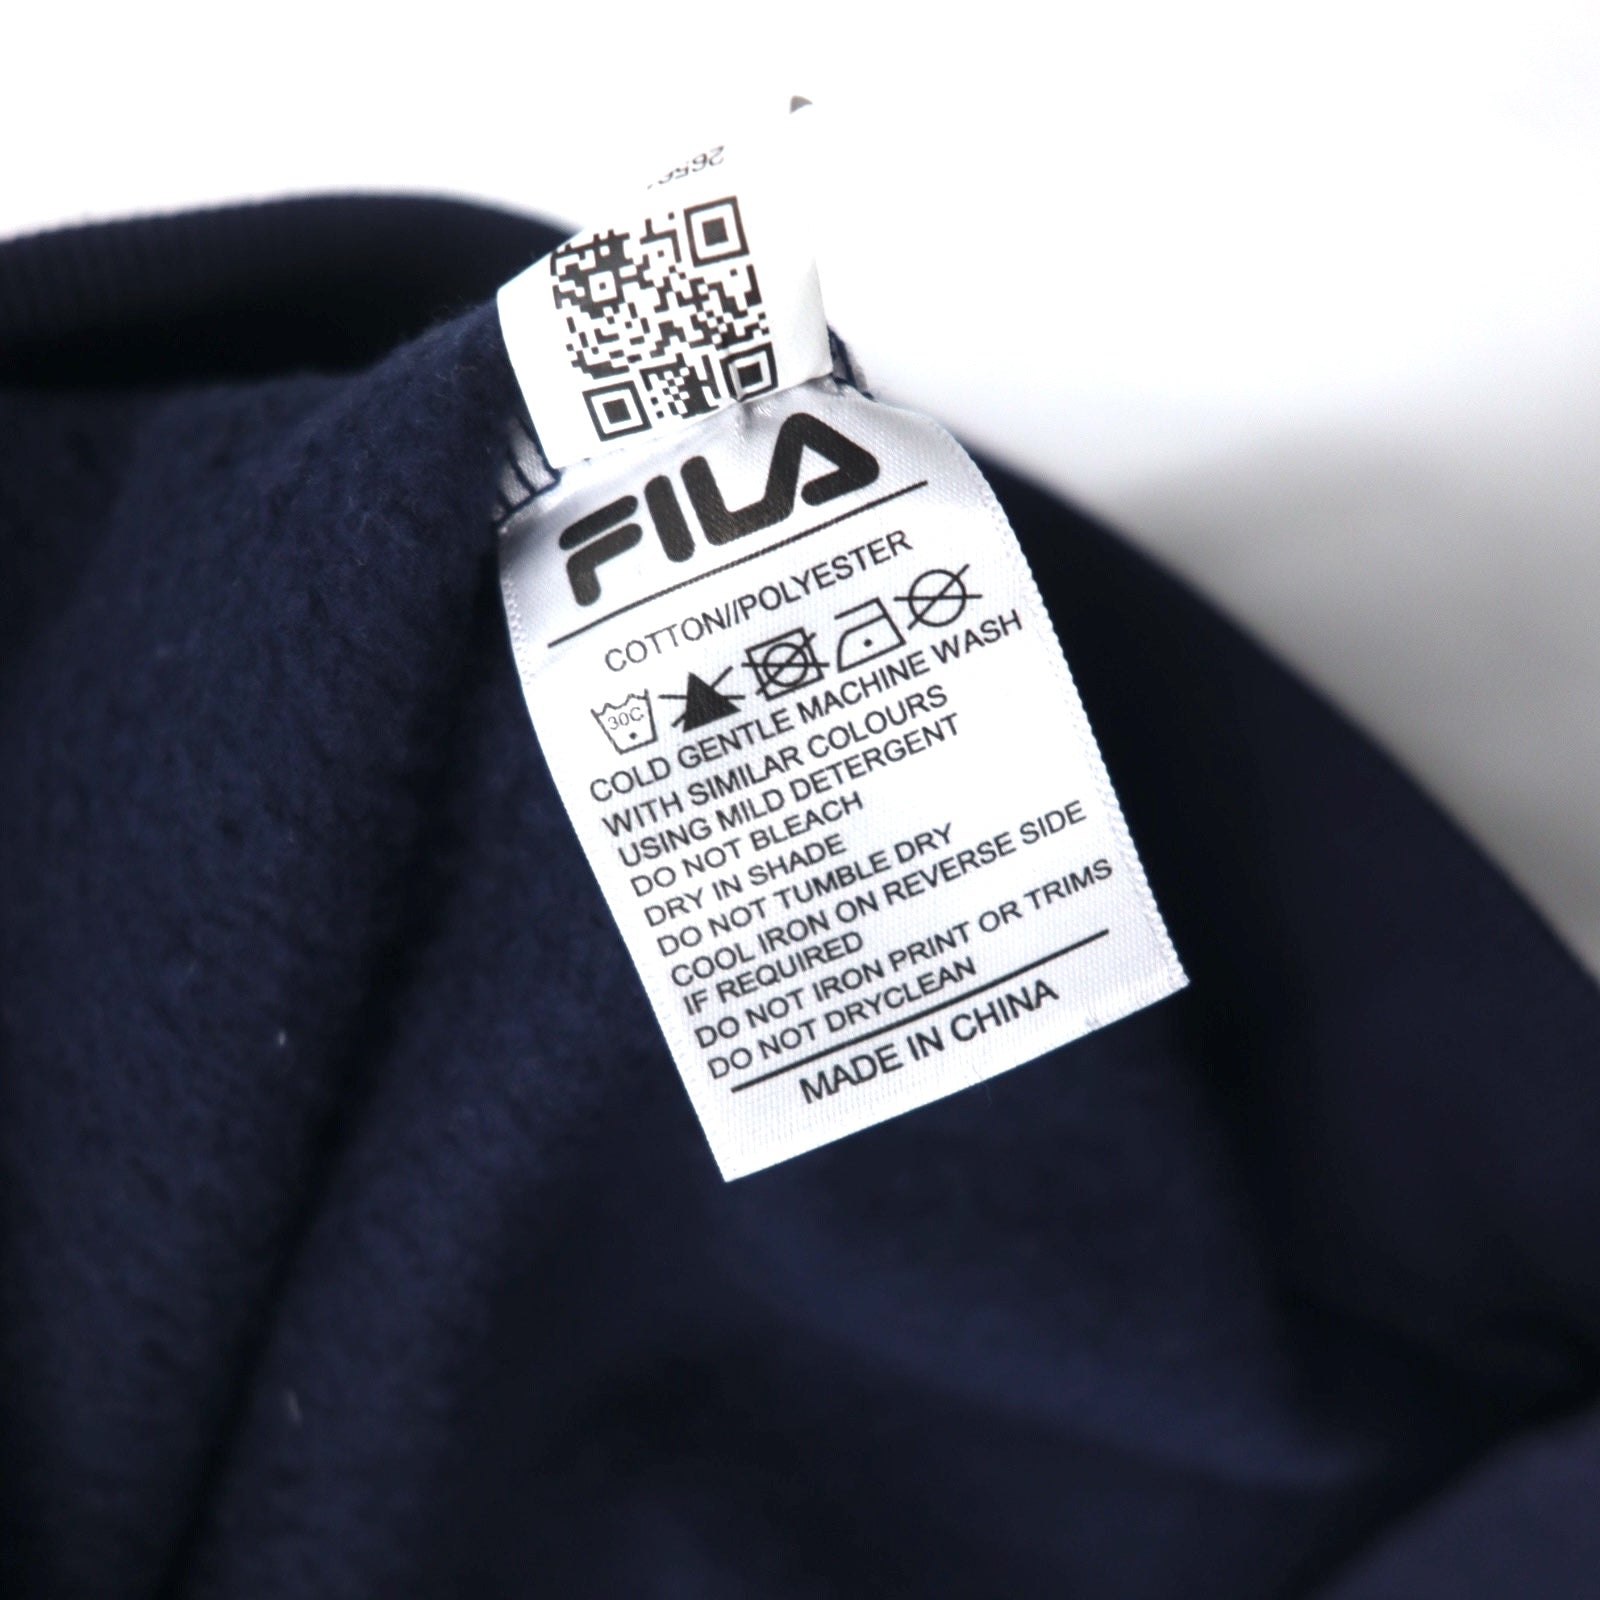 FILA
COTTON//POLYESTER
30C
COLD GENTLE MACHINE WASH
WITH SIMILAR COLOURS
USING MILD DETERGENT
DO NOT BLEACH
DRY IN SHADE
DO NOT TUMBLE DRY
COOL IRON ON REVERSE SIDE
IF REQUIRED
DO NOT IRON PRINT OR TRIMS
DO NOT DRYCLEAN
MADE IN CHINA